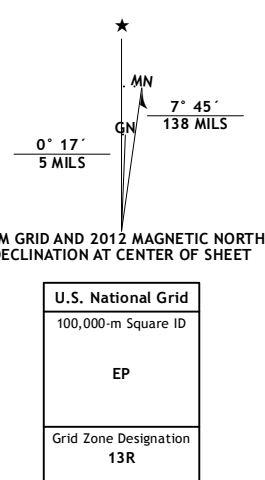 ★
MN
7° 45´
138 MILS
GN
0° 17´
5 MILS
M GRID AND 2012 MAGNETIC NORTH
DECLINATION AT CENTER OF SHEET
U.S. National Grid
100,000-m Square ID
EP
Grid Zone Designation
13R